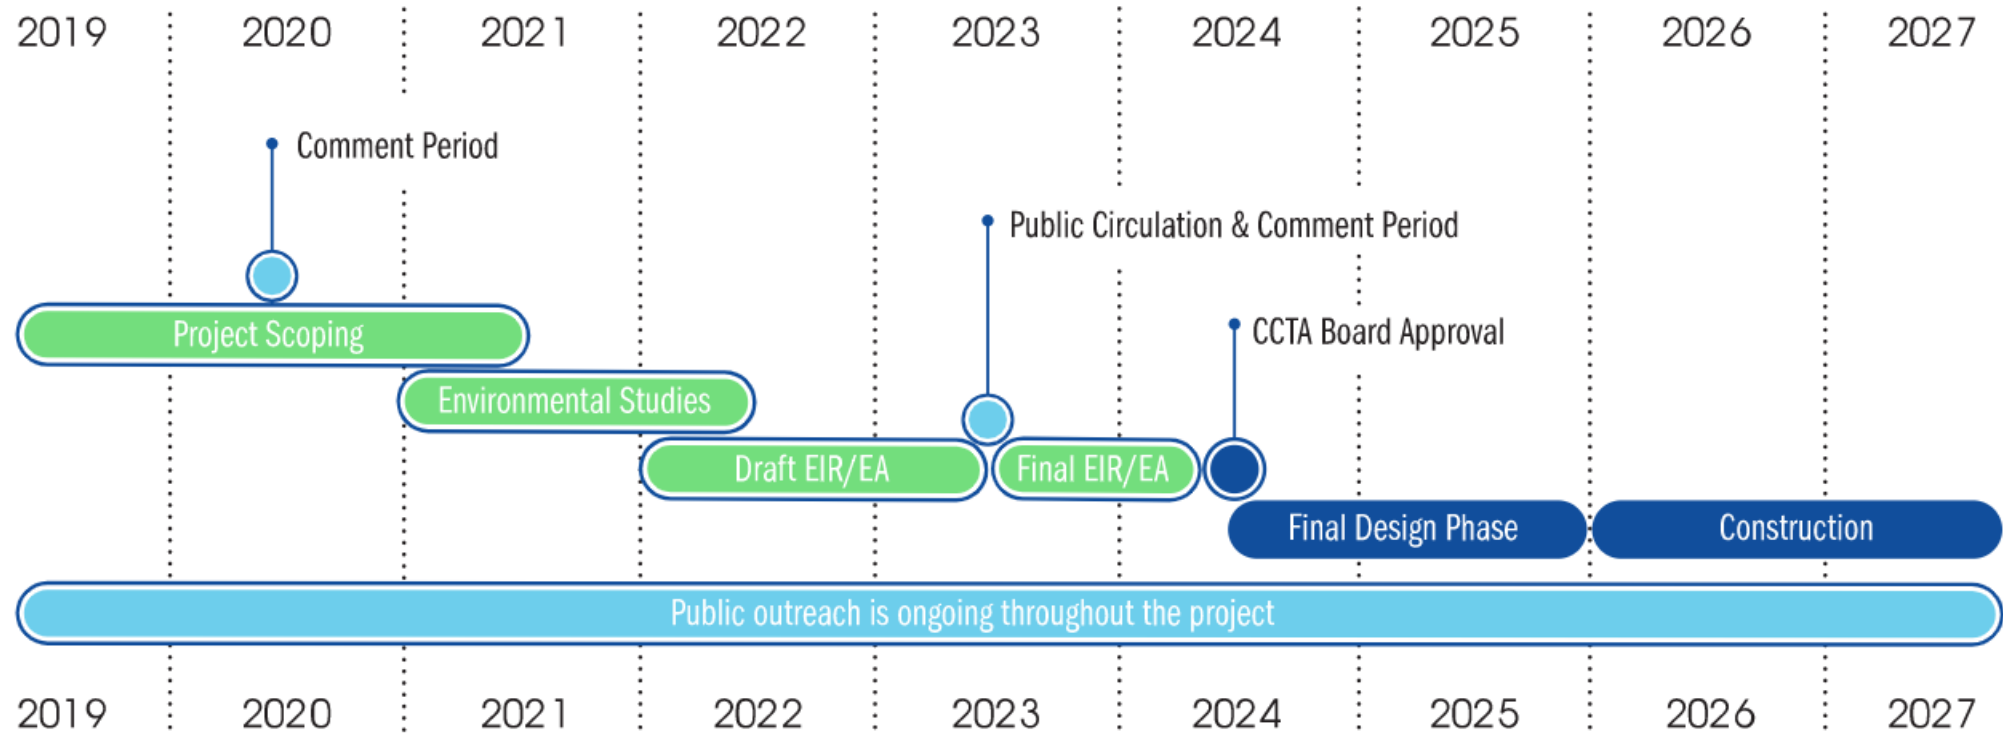 2019 2020 2021 2022 2023 2024 2025 2026 2027
Comment Period
Public Circulation & Comment Period
CCTA Board Approval
Project Scoping
Environmental Studies
Draft EIR/EA
Final EIR/EA
Final Design Phase
Construction
Public outreach is ongoing throughout the project
2019 2020 2021 2022 2023 2024 2025 2026 2027